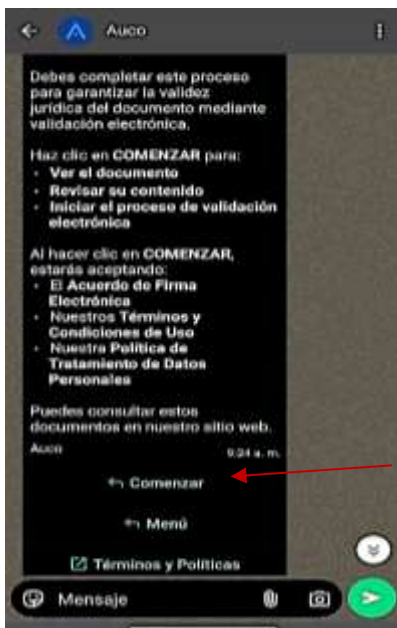 Auco
Debes completar este proceso
para garantizar la validez
jurídica del documento mediante
validación electrónica.
Haz clic en COMENZAR para:
• Ver el documento
• Revisar su contenido
• Iniciar el proceso de validación
electrónica
Al hacer clic en COMENZAR,
estarás aceptando:
• El Acuerdo de Firma
Electrónica
• Nuestros Términos y
Condiciones de Uso
• Nuestra Política de
Tratamiento de Datos
Personales
Puedes consultar estos
documentos en nuestro sitio web.
Auco
9:24 a. m.
Comenzar
Menú
Términos y Políticas
Mensaje